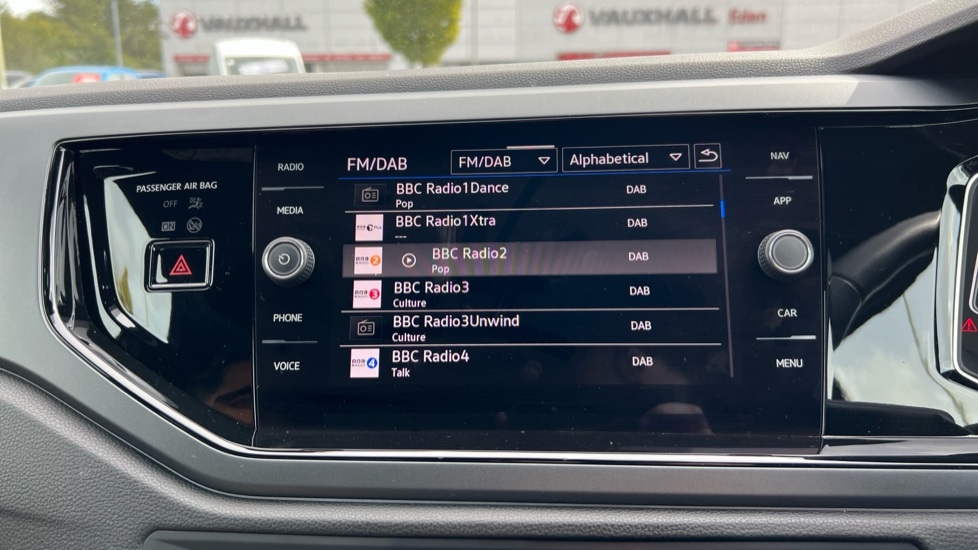 VAUXHALL
VAUXHALL Eden
PASSENGER AIR BAG
OFF
ON
RADIO
MEDIA
PHONE
VOICE
FM/DAB FM/DAB Alphabetical
BBC Radio1Dance DAB
Pop
BBC Radio1Xtra DAB
---
BBC Radio2 DAB
Pop
BBC Radio3 DAB
Culture
BBC Radio3Unwind DAB
Culture
BBC Radio4 DAB
Talk
NAV
APP
CAR
MENU